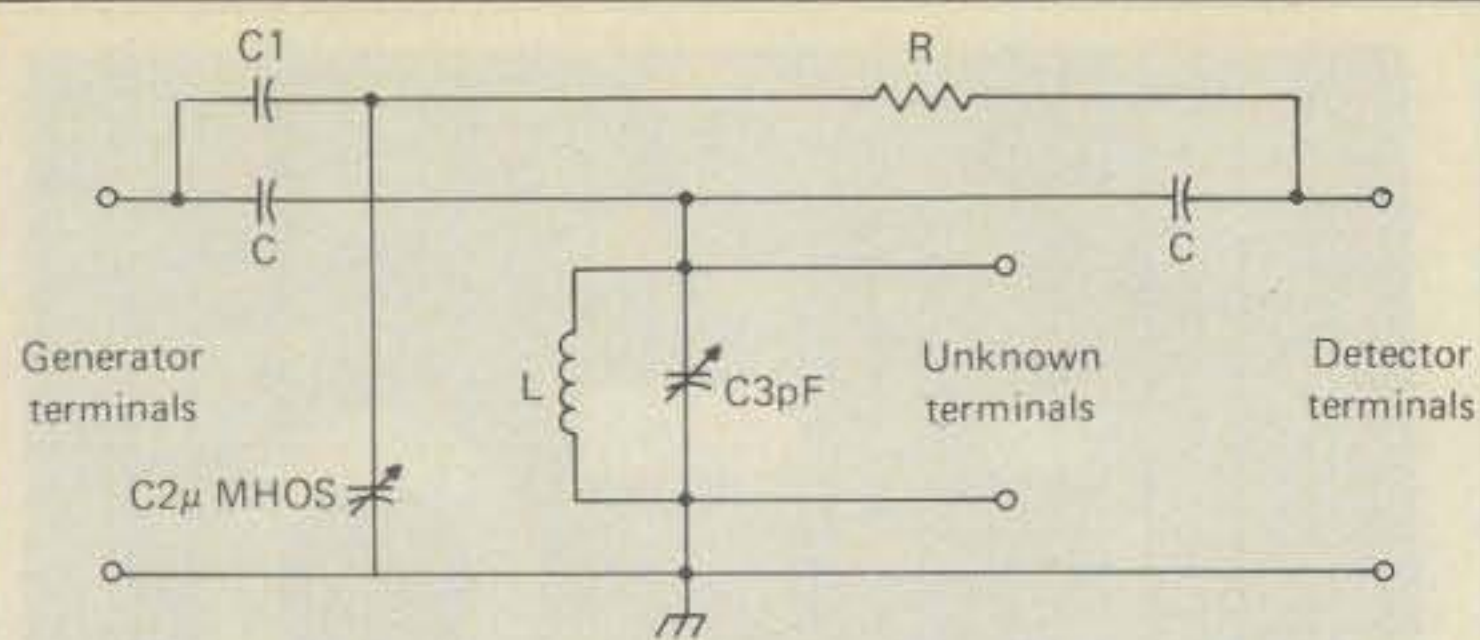 C1
R
C
C
Generator
terminals
L
C3pF
Unknown
terminals
Detector
terminals
C2μ MHOS